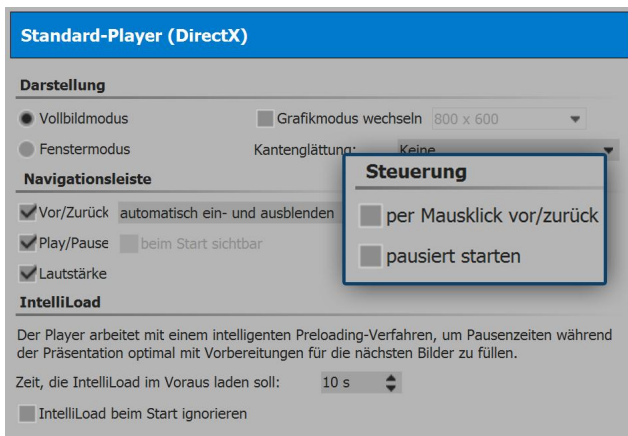 Standard-Player (DirectX)
Darstellung
Vollbildmodus
Grafikmodus wechseln 800 x 600
Fenstermodus
Kantenglättung: Keine
Navigationsleiste
Vor/Zurück automatisch ein- und ausblenden
Play/Pause beim Start sichtbar
Lautstärke
Steuerung
per Mausklick vor/zurück
pausiert starten
IntelliLoad
Der Player arbeitet mit einem intelligenten Preloading-Verfahren, um Pausenzeiten während
der Präsentation optimal mit Vorbereitungen für die nächsten Bilder zu füllen.
Zeit, die IntelliLoad im Voraus laden soll: 10 s
IntelliLoad beim Start ignorieren